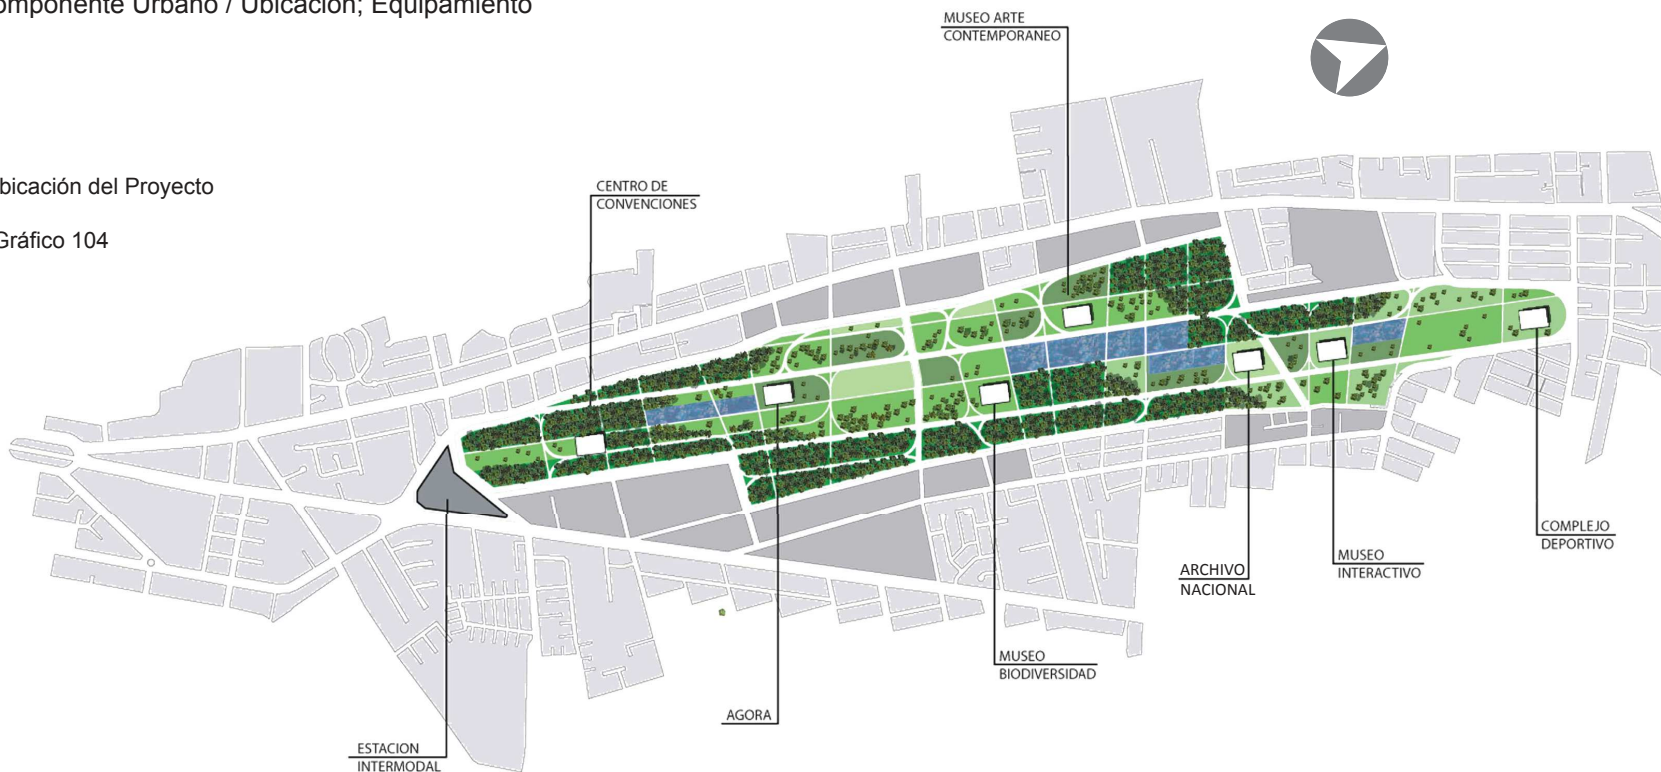 omponente Urbano / Ubicación; Equipamiento
MUSEO ARTE
CONTEMPORANEO
bicación del Proyecto
CENTRO DE
CONVENCIONES
Gráfico 104
COMPLEJO
DEPORTIVO
MUSEO
INTERACTIVO
ARCHIVO
NACIONAL
MUSEO
BIODIVERSIDAD
AGORA
ESTACION
INTERMODAL